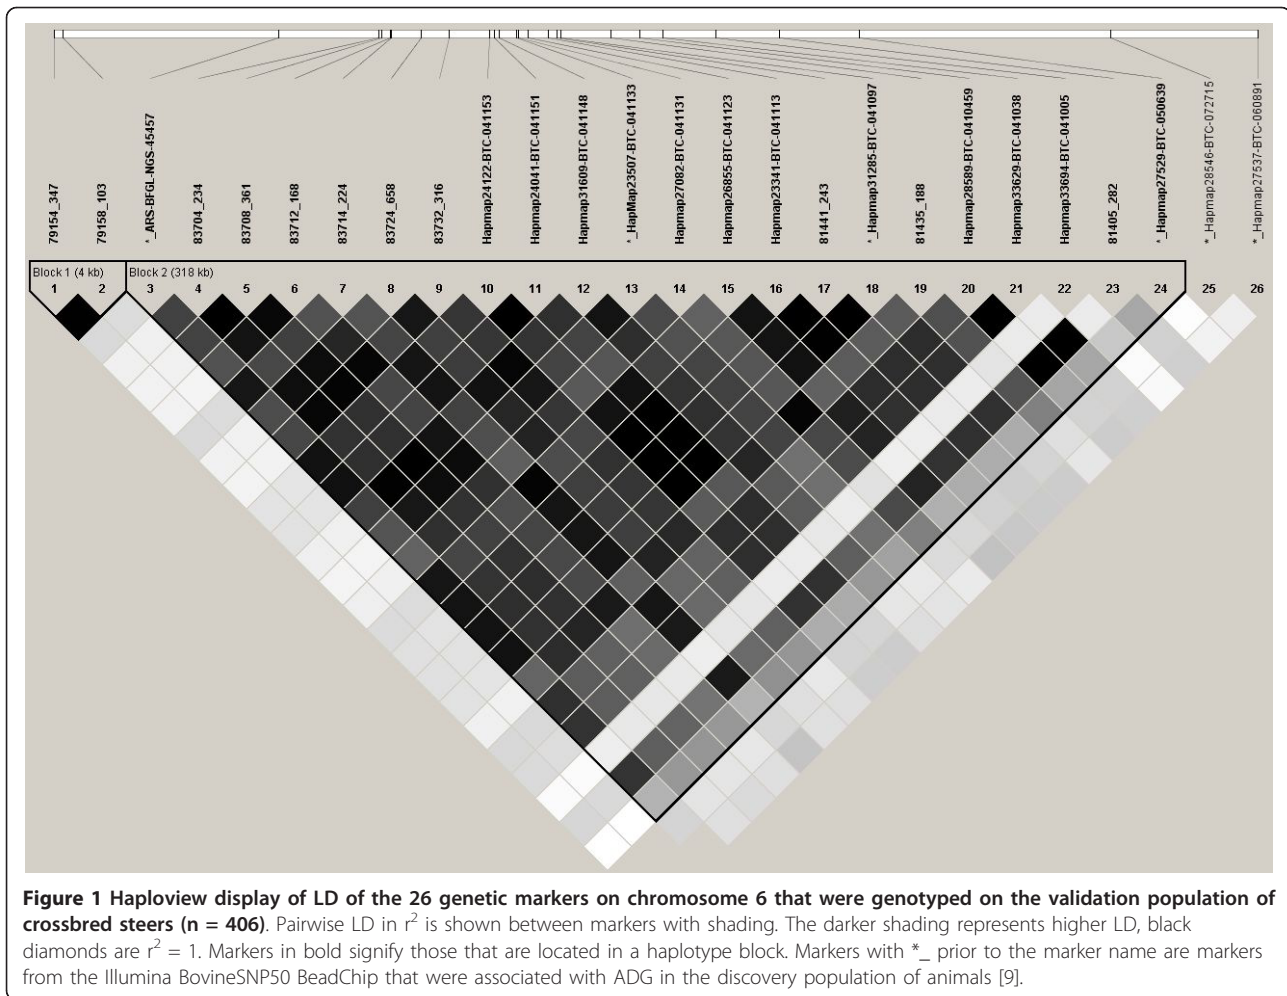 79154_347
79158_103
*_ARS-BFGL-NGS-45457
83704_234
83708_361
83712_168
83714_224
83724_658
83732_316
Hapmap24122-BTC-041153
Hapmap24041-BTC-041151
Hapmap31609-BTC-041148
*_HapMap23507-BTC-041133
Hapmap27082-BTC-041131
Hapmap26855-BTC-041123
Hapmap23341-BTC-041113
81441_243
*_Hapmap31285-BTC-041097
81435_188
Hapmap28589-BTC-0410459
Hapmap33629-BTC-041038
Hapmap33694-BTC-041005
81405_282
*_Hapmap27529-BTC-050639
*_Hapmap28546-BTC-072715
*_Hapmap27537-BTC-060891
Block 1 (4 kb) Block 2 (318 kb)
1 2 3 4 5 6 7 8 9 10 11 12 13 14 15 16 17 18 19 20 21 22 23 24 25 26
Figure 1 Haploview display of LD of the 26 genetic markers on chromosome 6 that were genotyped on the validation population of
crossbred steers (n = 406). Pairwise LD in r² is shown between markers with shading. The darker shading represents higher LD, black
diamonds are r² = 1. Markers in bold signify those that are located in a haplotype block. Markers with *_ prior to the marker name are markers
from the Illumina BovineSNP50 BeadChip that were associated with ADG in the discovery population of animals [9].